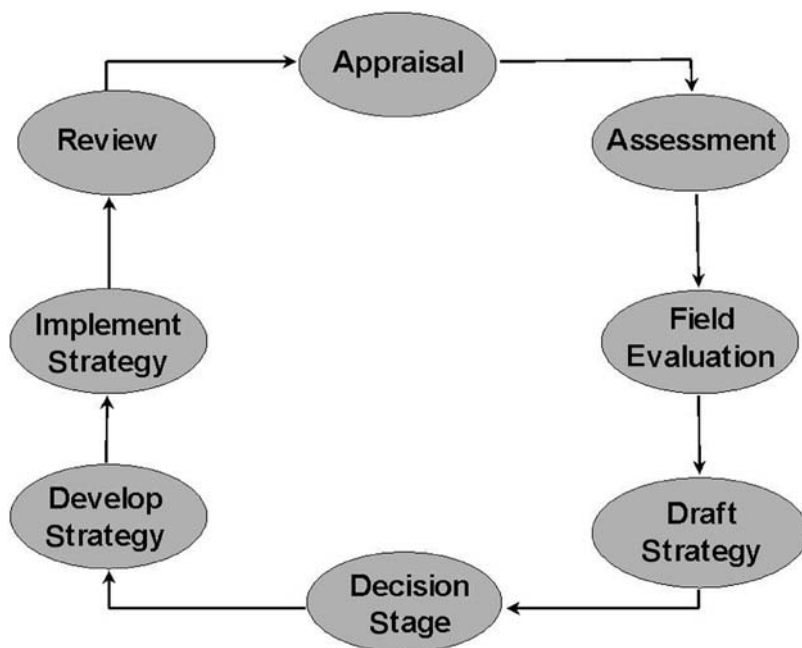 Appraisal
Assessment
Field
Evaluation
Draft
Strategy
Decision
Stage
Develop
Strategy
Implement
Strategy
Review